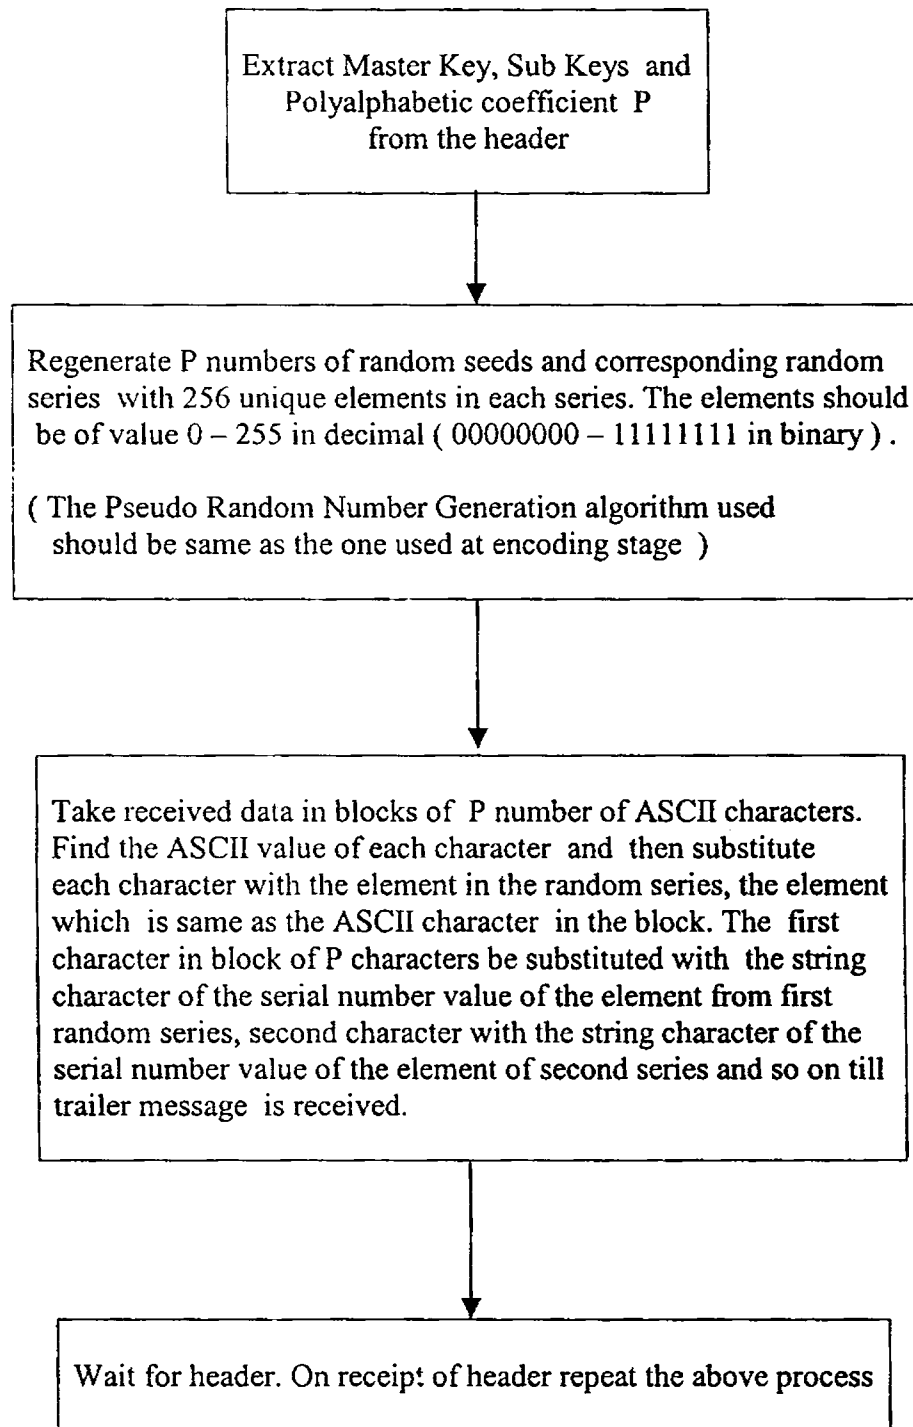 Extract Master Key, Sub Keys and
Polyalphabetic coefficient P
from the header
Regenerate P numbers of random seeds and corresponding random
series with 256 unique elements in each series. The elements should
be of value 0 – 255 in decimal ( 00000000 – 11111111 in binary ) .
( The Pseudo Random Number Generation algorithm used
should be same as the one used at encoding stage )
Take received data in blocks of P number of ASCII characters.
Find the ASCII value of each character and then substitute
each character with the element in the random series, the element
which is same as the ASCII character in the block. The first
character in block of P characters be substituted with the string
character of the serial number value of the element from first
random series, second character with the string character of the
serial number value of the element of second series and so on till
trailer message is received.
Wait for header. On receipt of header repeat the above process